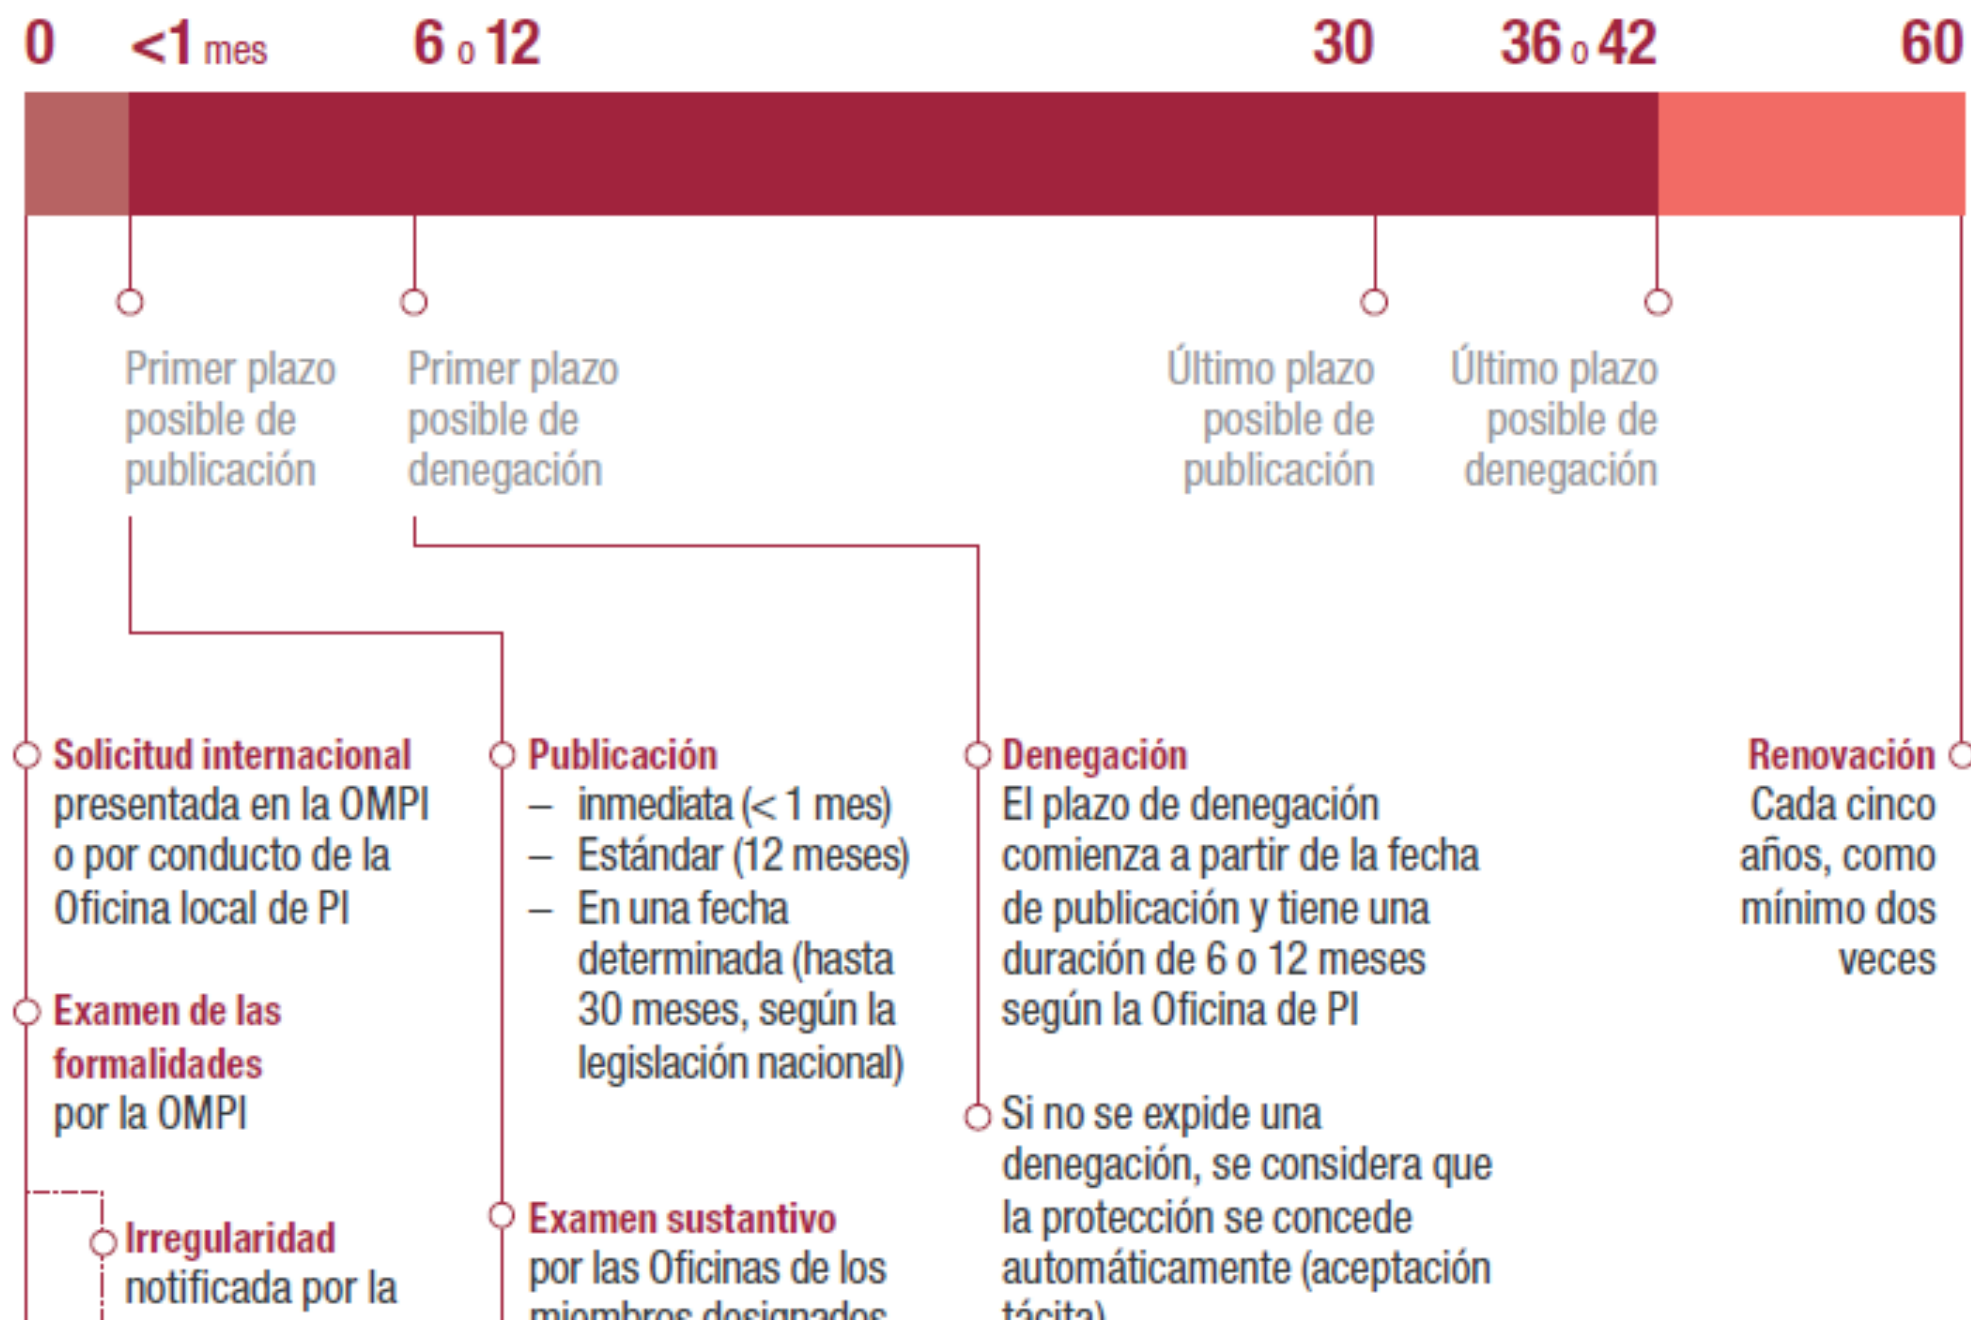 0 <1 mes 6 o 12 30 36 o 42 60
Primer plazo
posible de
publicación
Primer plazo
posible de
denegación
Último plazo
posible de
publicación
Último plazo
posible de
denegación
Solicitud internacional
presentada en la OMPI
o por conducto de la
Oficina local de PI
Examen de las
formalidades
por la OMPI
Irregularidad
notificada por la
Publicación
– inmediata (< 1 mes)
– Estándar (12 meses)
– En una fecha
determinada (hasta
30 meses, según la
legislación nacional)
Examen sustantivo
por las Oficinas de los
miembros designados
Denegación
El plazo de denegación
comienza a partir de la fecha
de publicación y tiene una
duración de 6 o 12 meses
según la Oficina de PI
Si no se expide una
denegación, se considera que
la protección se concede
automáticamente (aceptación
tácita)
Renovación
Cada cinco
años, como
mínimo dos
veces